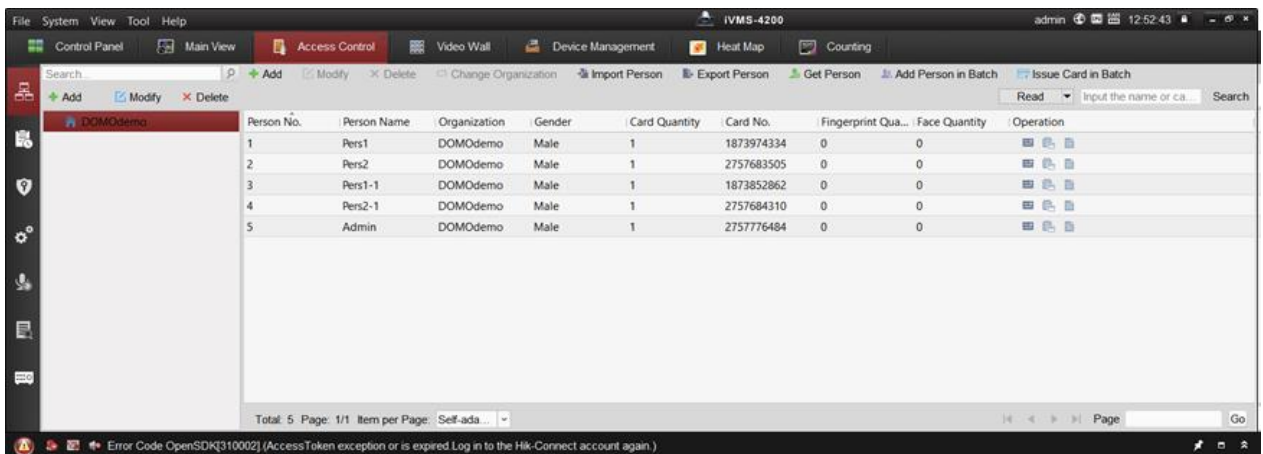 File System View Tool Help iVMS-4200 admin 12:52:43
Control Panel Main View Access Control Video Wall Device Management Heat Map Counting
Search... + Add Modify × Delete Change Organization Import Person Export Person Get Person Add Person in Batch Issue Card in Batch
+ Add Modify × Delete Read Input the name or ca... Search
DOMOdemo Person No. Person Name Organization Gender Card Quantity Card No. Fingerprint Qua... Face Quantity Operation
1 Pers1 DOMOdemo Male 1 1873974334 0 0
2 Pers2 DOMOdemo Male 1 2757683505 0 0
3 Pers1-1 DOMOdemo Male 1 1873852862 0 0
4 Pers2-1 DOMOdemo Male 1 2757684310 0 0
5 Admin DOMOdemo Male 1 2757776484 0 0
Total: 5 Page: 1/1 Item per Page: Self-ada... Page Go
Error Code OpenSDK[310002].(AccessToken exception or is expired.Log in to the Hik-Connect account again.)